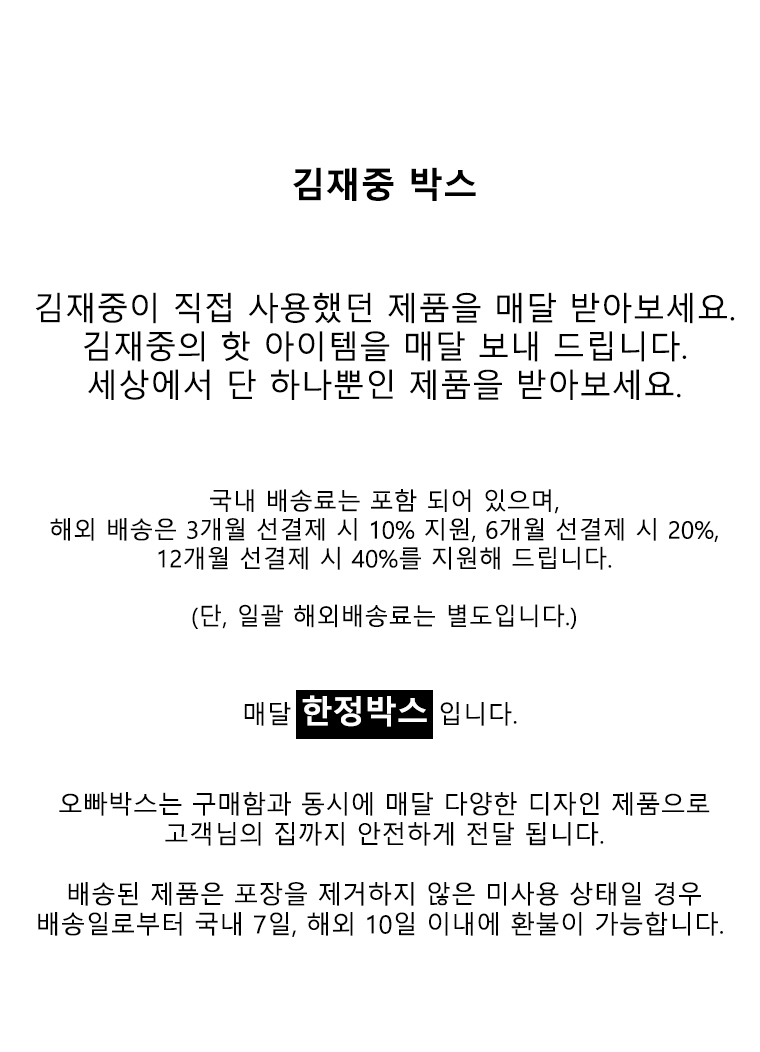 김재중 박스
김재중이 직접 사용했던 제품을 매달 받아보세요.
김재중의 핫 아이템을 매달 보내 드립니다.
세상에서 단 하나뿐인 제품을 받아보세요.
국내 배송료는 포함 되어 있으며,
해외 배송은 3개월 선결제 시 10% 지원, 6개월 선결제 시 20%,
12개월 선결제 시 40%를 지원해 드립니다.
(단, 일괄 해외배송료는 별도입니다.)
매달 한정박스 입니다.
오빠박스는 구매함과 동시에 매달 다양한 디자인 제품으로
고객님의 집까지 안전하게 전달 됩니다.
배송된 제품은 포장을 제거하지 않은 미사용 상태일 경우
배송일로부터 국내 7일, 해외 10일 이내에 환불이 가능합니다.